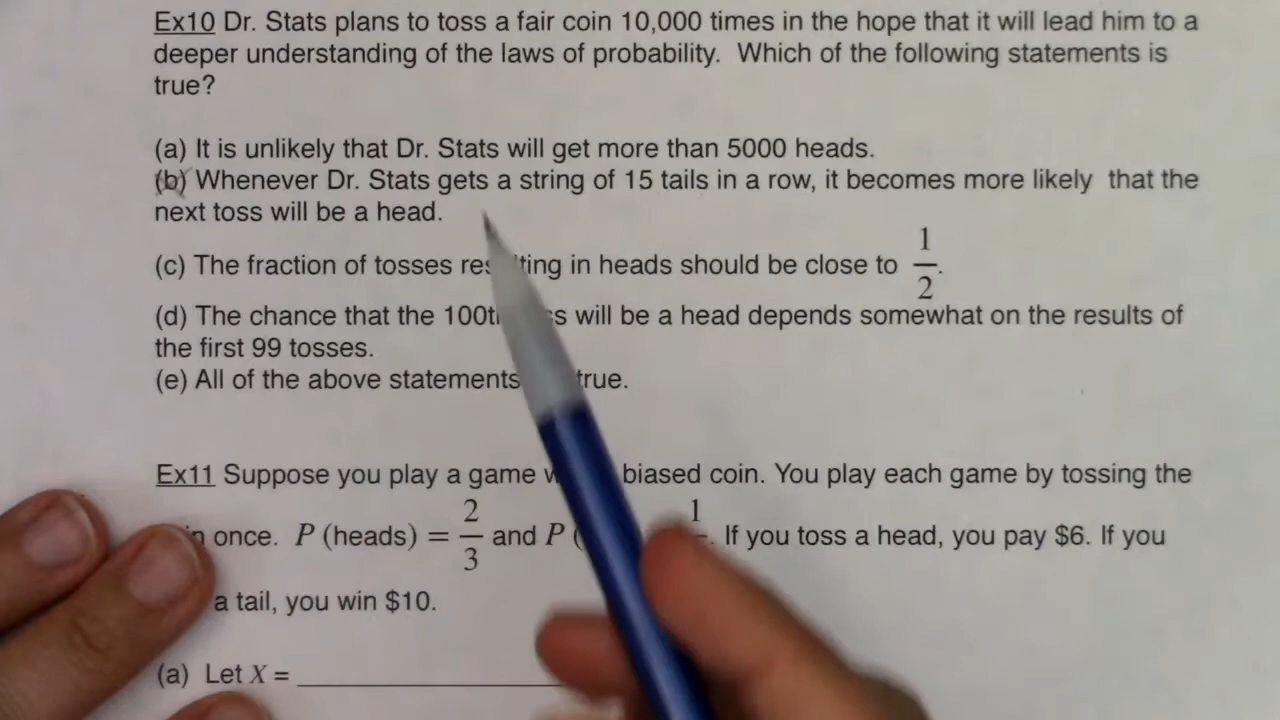 Ex10 Dr. Stats plans to toss a fair coin 10,000 times in the hope that it will lead him to a
deeper understanding of the laws of probability. Which of the following statements is
true?
(a) It is unlikely that Dr. Stats will get more than 5000 heads.
(b) Whenever Dr. Stats gets a string of 15 tails in a row, it becomes more likely that the
next toss will be a head.
(c) The fraction of tosses resulting in heads should be close to 1/2.
(d) The chance that the 100th will be a head depends somewhat on the results of
the first 99 tosses.
(e) All of the above statements true.
Ex11 Suppose you play a game biased coin. You play each game by tossing the
once. P (heads) = 2/3 and P ( 1 . If you toss a head, you pay $6. If you
a tail, you win $10.
(a) Let X = ____________________